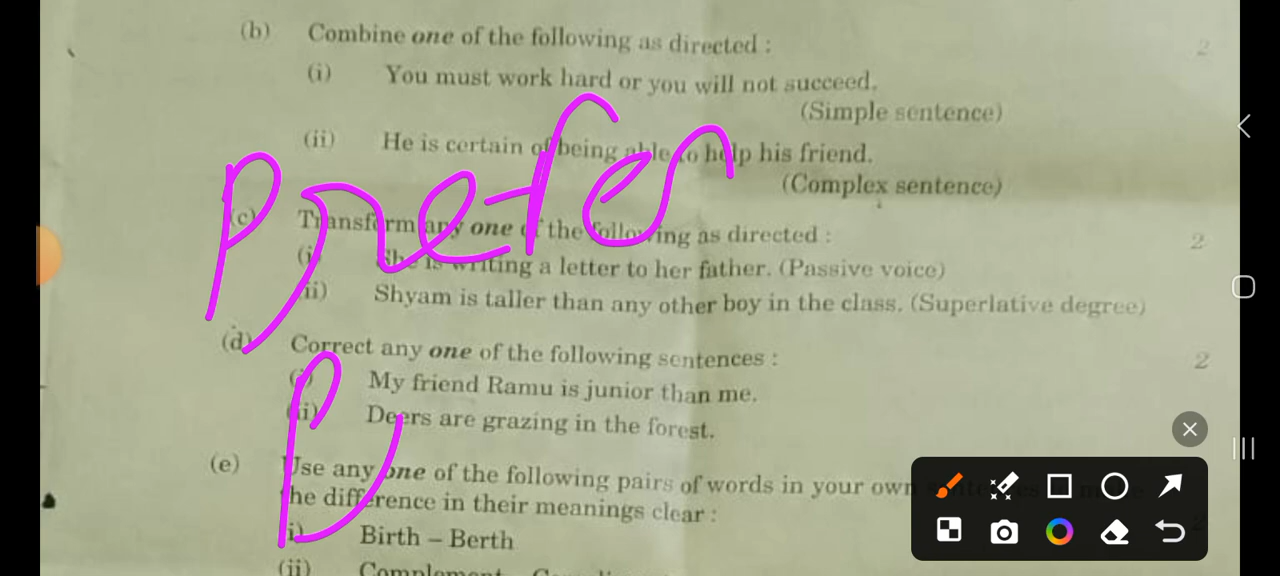 (b) Combine one of the following as directed : 2
(i) You must work hard or you will not succeed.
(Simple sentence)
(ii) He is certain of being able to help his friend.
(Complex sentence)
(c) Transform any one of the following as directed : 2
(i) She is writing a letter to her father. (Passive voice)
(ii) Shyam is taller than any other boy in the class. (Superlative degree)
(d) Correct any one of the following sentences : 2
(i) My friend Ramu is junior than me.
(ii) Deers are grazing in the forest.
(e) Use any one of the following pairs of words in your own
the difference in their meanings clear :
(i) Birth – Berth
(ii) Complement –